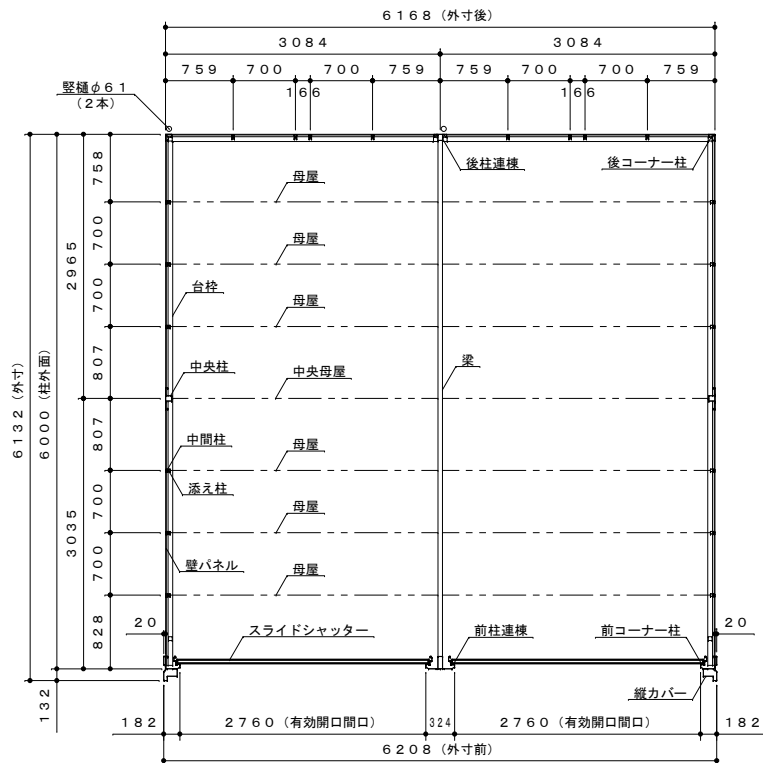 ６１６８（外寸後）
３０８４ ３０８４
７５９ ７００ ７００ ７５９ ７５９ ７００ ７００ ７５９
１６６ １６６
竪樋φ６１
（２本）
後柱連棟 後コーナー柱
７５８
母屋
７００
母屋
２９６５
７００
台枠 母屋
８０７
中央柱 中央母屋 梁
６１３２（外寸）
６０００（柱外面）
８０７
中間柱 母屋
添え柱
７００
母屋
３０３５
７００
壁パネル 母屋
８２８
２０ スライドシャッター 前柱連棟 前コーナー柱 ２０
１３２
縦カバー
１８２ ２７６０（有効開口間口） ３２４ ２７６０（有効開口間口） １８２
６２０８（外寸前）